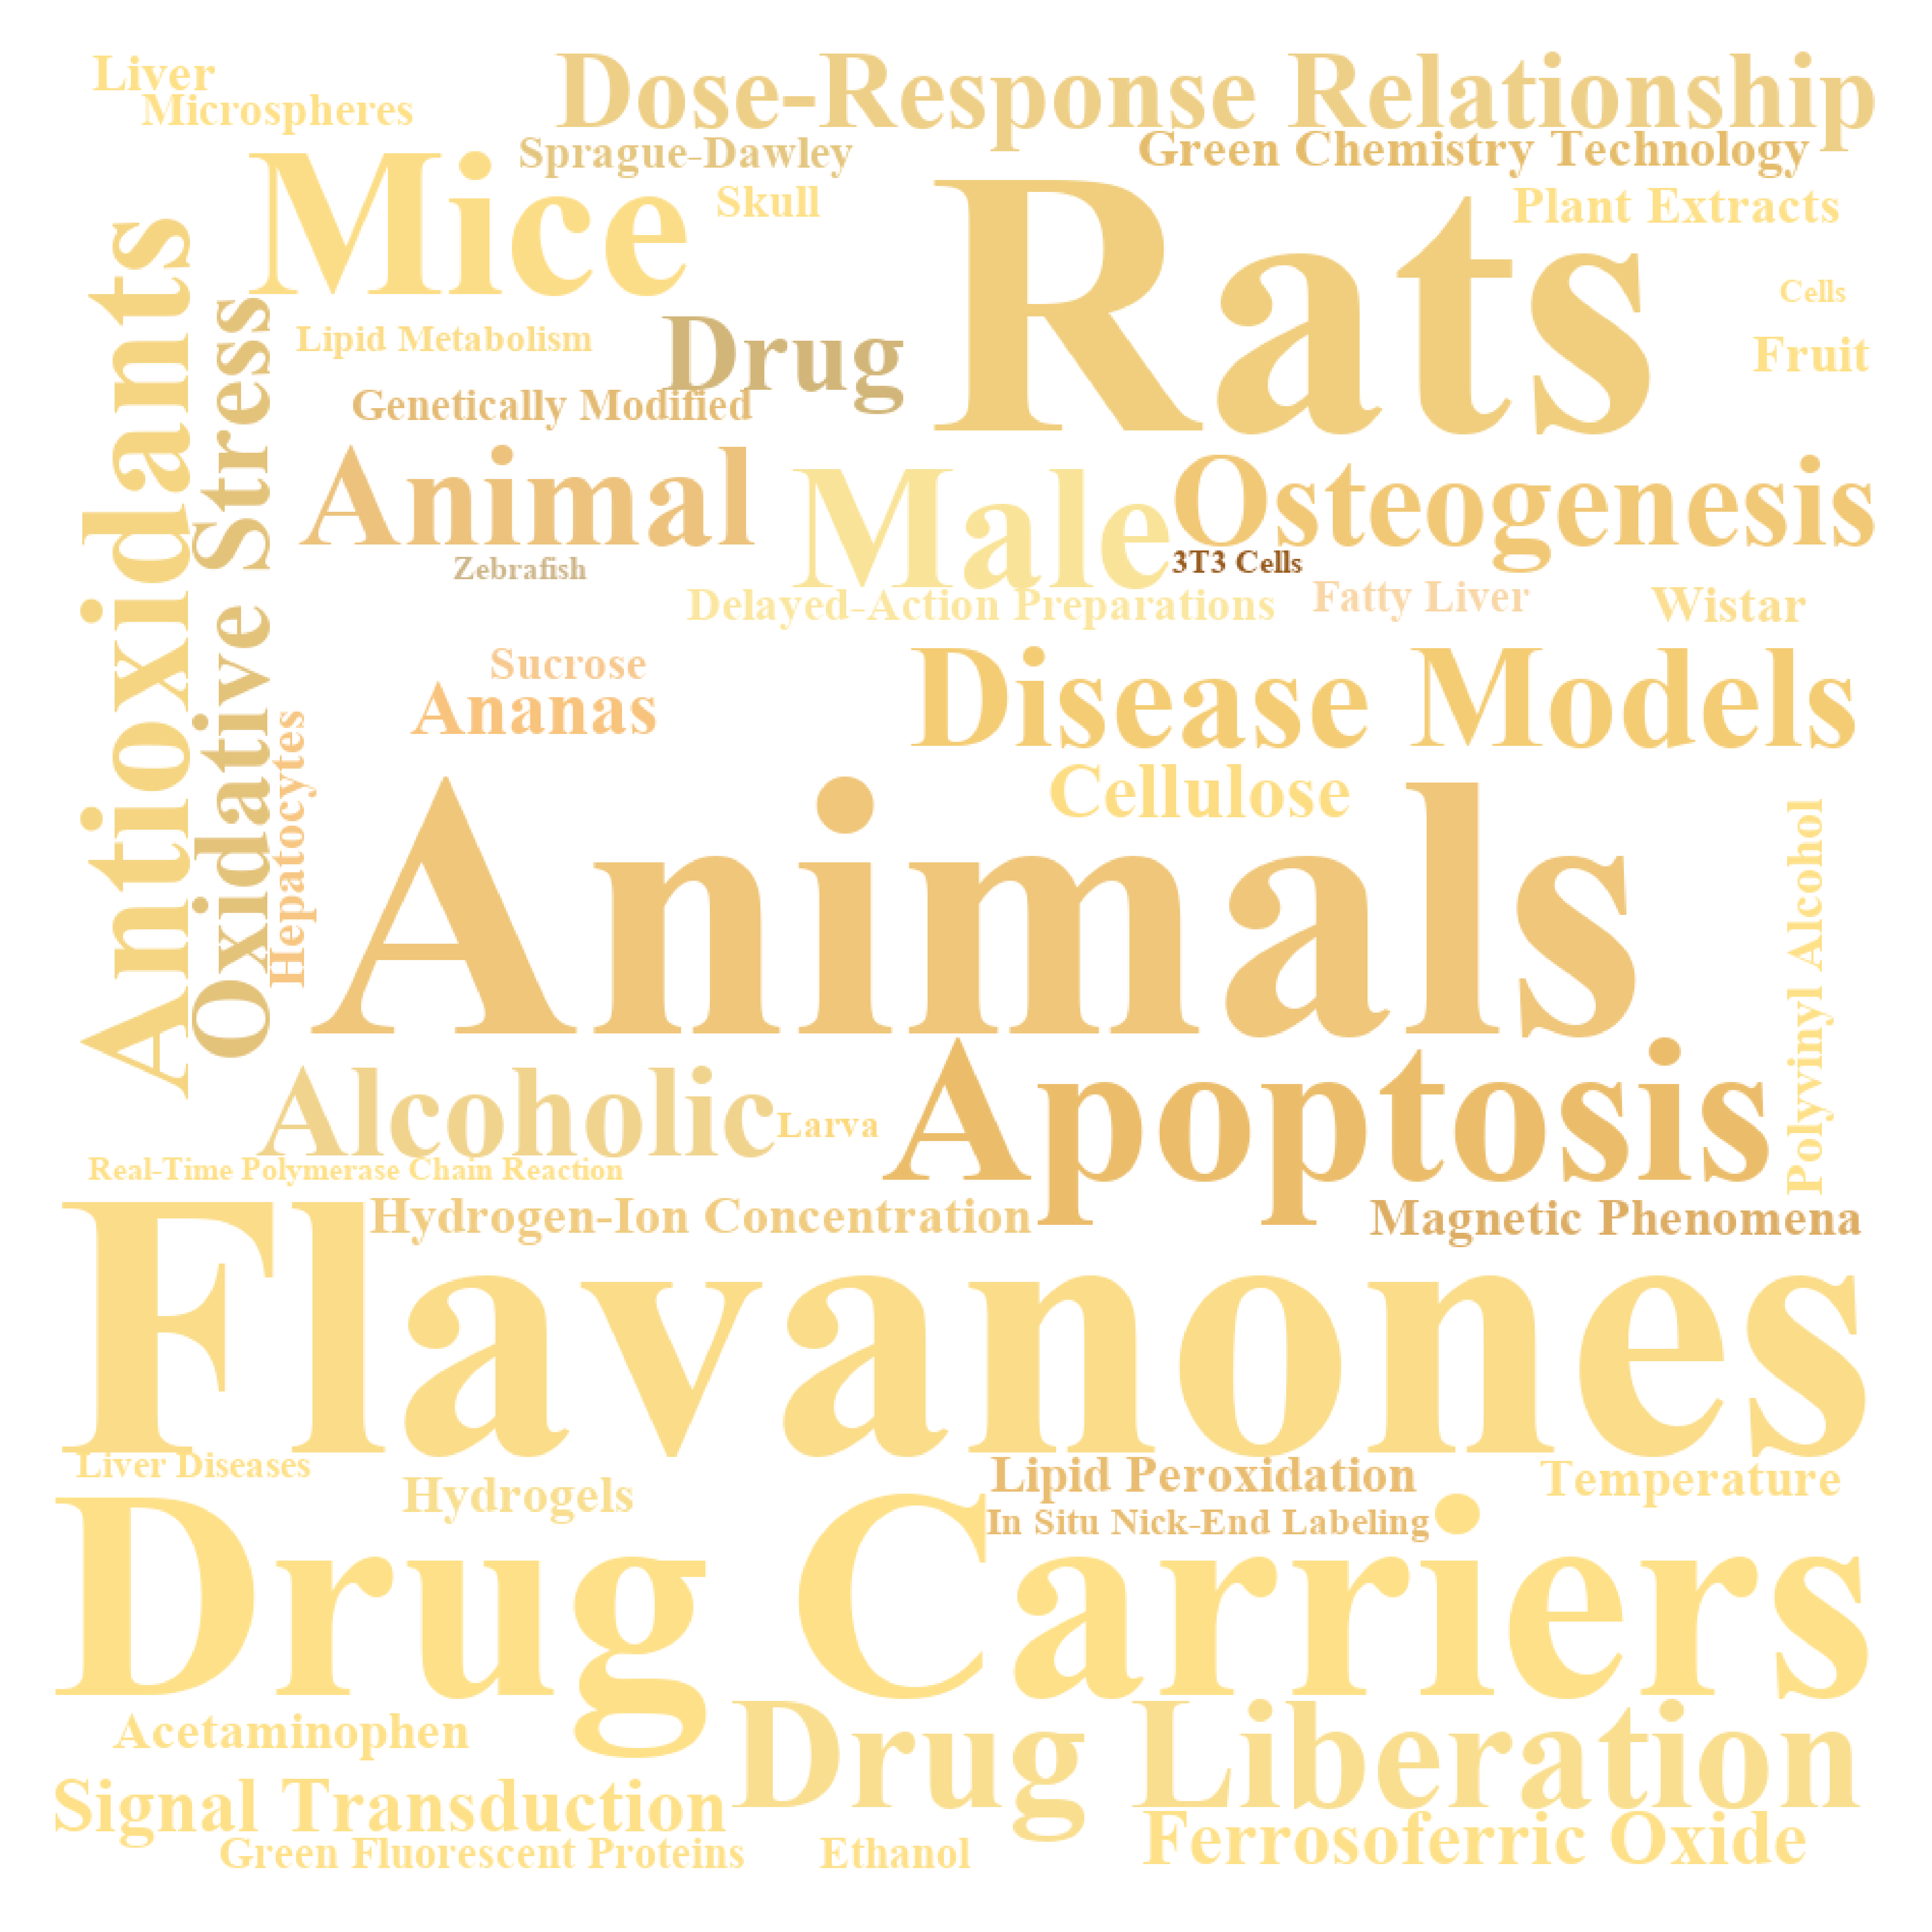 Liver
Microspheres
Dose-Response Relationship
Sprague-Dawley
Green Chemistry Technology
Mice
Skull
Rats
Plant Extracts
Cells
Fruit
Antioxidants
Oxidative Stress
Lipid Metabolism
Drug
Genetically Modified
Animal
Male
Osteogenesis
Zebrafish
3T3 Cells
Delayed-Action Preparations
Fatty Liver
Wistar
Sucrose
Ananas
Disease Models
Hepatocytes
Cellulose
Animals
Polyvinyl Alcohol
Alcoholic
Larva
Apoptosis
Real-Time Polymerase Chain Reaction
Hydrogen-Ion Concentration
Magnetic Phenomena
Flavanones
Liver Diseases
Hydrogels
Lipid Peroxidation
Temperature
In Situ Nick-End Labeling
Drug Carriers
Acetaminophen
Drug Liberation
Signal Transduction
Ferrosoferric Oxide
Green Fluorescent Proteins
Ethanol